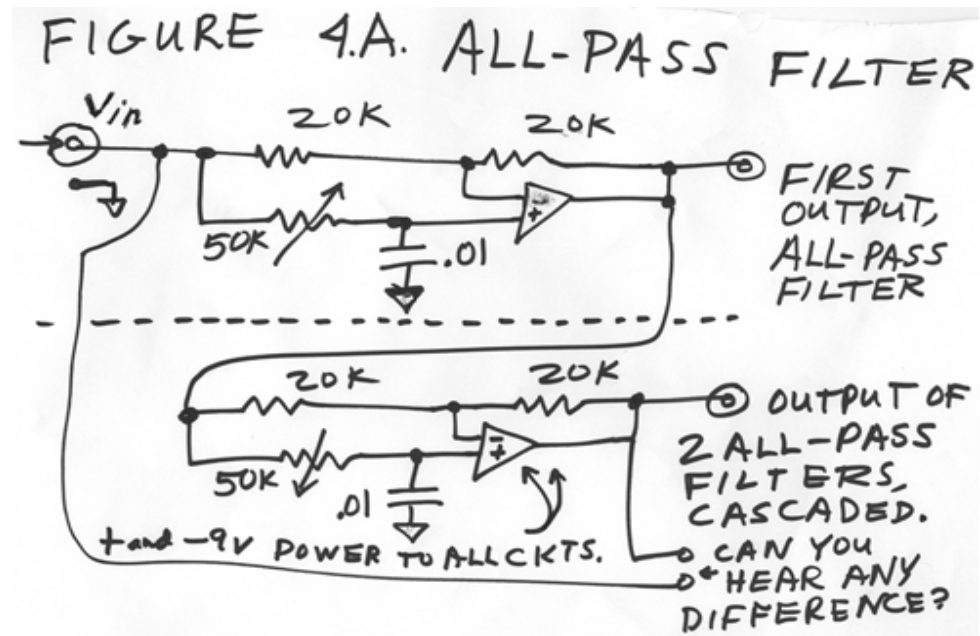 FIGURE 4.A. ALL-PASS FILTER
Vin
20K
20K
-
+
50K
.01
FIRST
OUTPUT,
ALL-PASS
FILTER
20K
20K
-
+
50K
.01
OUTPUT OF
2 ALL-PASS
FILTERS,
CASCADED.
+ and -9V POWER TO ALL CKTS.
CAN YOU
HEAR ANY
DIFFERENCE?